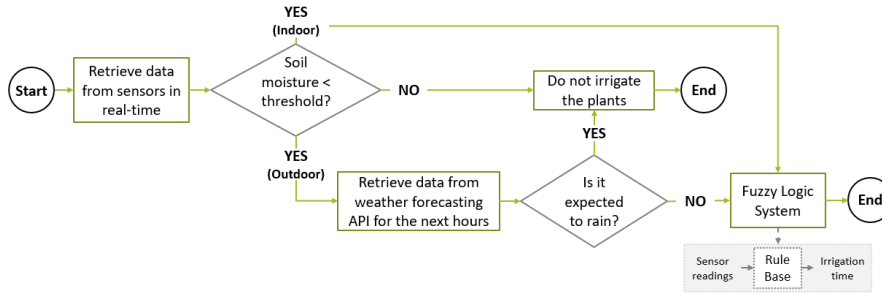 YES
(Indoor)
Start
Retrieve data
from sensors in
real-time
Soil
moisture <
threshold?
NO
Do not irrigate
the plants
End
YES
(Outdoor)
YES
Retrieve data from
weather forecasting
API for the next hours
Is it
expected
to rain?
NO
Fuzzy Logic
System
End
Sensor
readings
Rule
Base
Irrigation
time